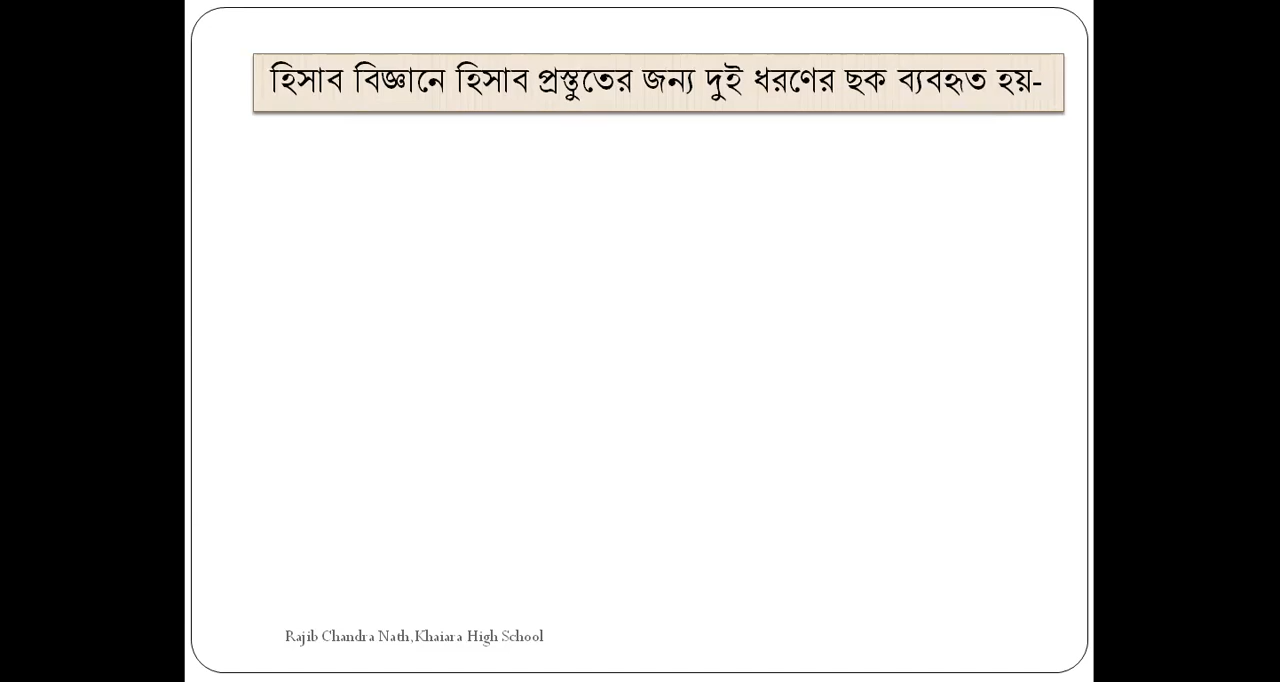 হিসাব বিজ্ঞানে হিসাব প্রস্তুতের জন্য দুই ধরণের ছক ব্যবহৃত হয়-
Rajib Chandra Nath,Khaiara High School